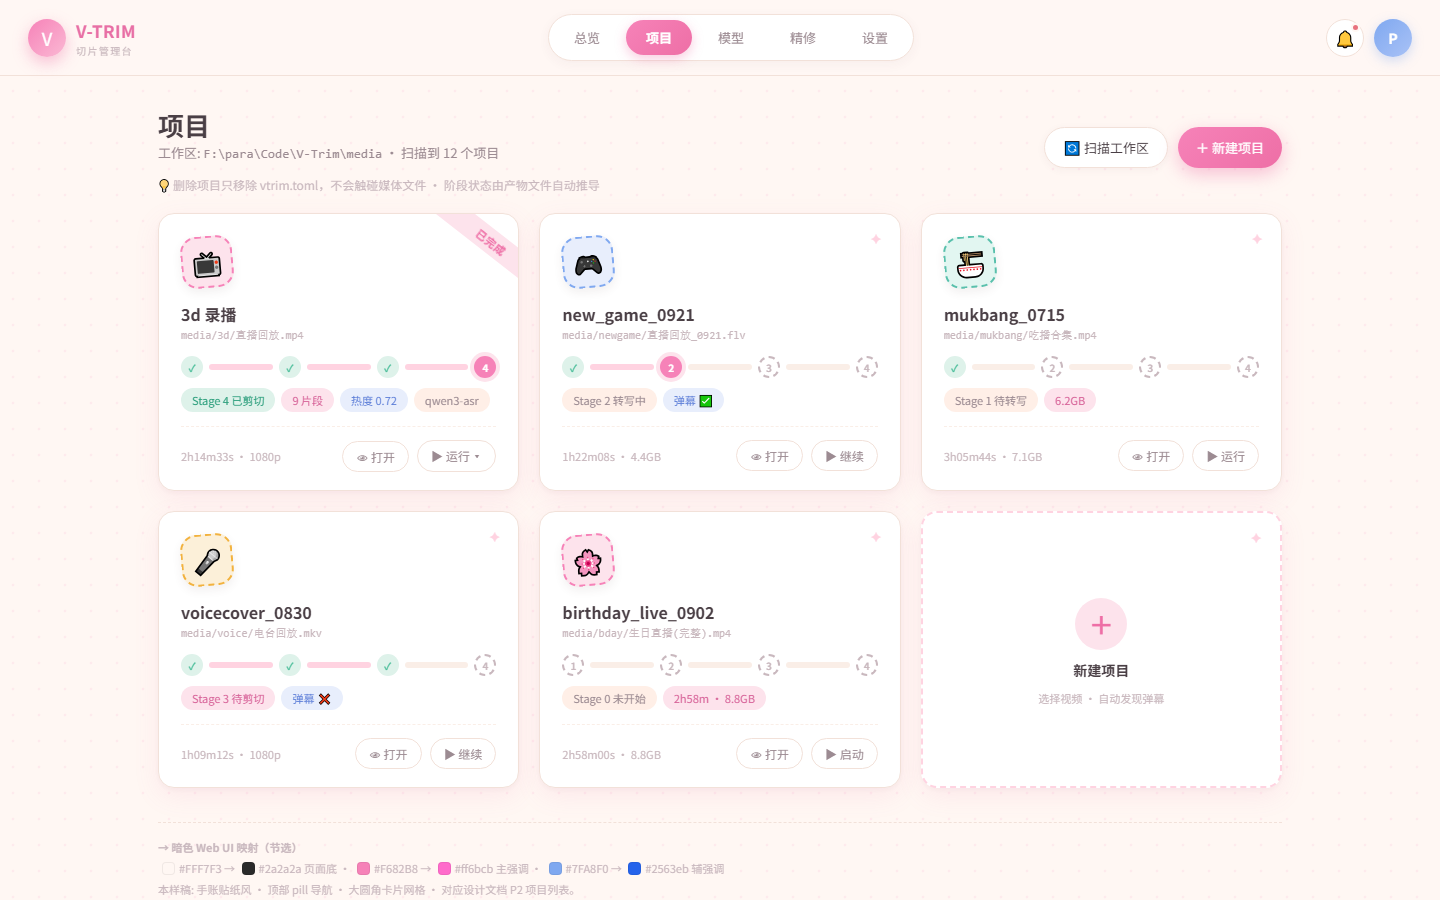 V
V-TRIM
切片管理台
总览
项目
模型
精修
设置
P
项目
工作区: F:\para\Code\V-Trim\media · 扫描到 12 个项目
扫描工作区
+ 新建项目
删除项目只移除 vtrim.toml，不会触碰媒体文件 · 阶段状态由产物文件自动推导
已完成
3d 录播
media/3d/直播回放.mp4
✓ ✓ ✓ 4
Stage 4 已剪切
9 片段
热度 0.72
qwen3-asr
2h14m33s · 1080p
打开
▶ 运行 ▾
new_game_0921
media/newgame/直播回放_0921.flv
✓ 2 3 4
Stage 2 转写中
弹幕 ✅
1h22m08s · 4.4GB
打开
▶ 继续
mukbang_0715
media/mukbang/吃播合集.mp4
✓ 2 3 4
Stage 1 待转写
6.2GB
3h05m44s · 7.1GB
打开
▶ 运行
voicecover_0830
media/voice/电台回放.mkv
✓ ✓ ✓ 4
Stage 3 待剪切
弹幕 ❌
1h09m12s · 1080p
打开
▶ 继续
birthday_live_0902
media/bday/生日直播(完整).mp4
1 2 3 4
Stage 0 未开始
2h58m · 8.8GB
2h58m00s · 8.8GB
打开
▶ 启动
+
新建项目
选择视频 · 自动发现弹幕
→ 暗色 Web UI 映射（节选）
#FFF7F3 → #2a2a2a 页面底 · #F682B8 → #ff6bcb 主强调 · #7FA8F0 → #2563eb 辅强调
本样稿: 手账贴纸风 · 顶部 pill 导航 · 大圆角卡片网格 · 对应设计文档 P2 项目列表。